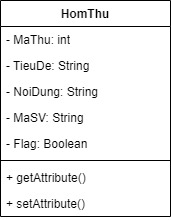 HomThu
- MaThu: int
- TieuDe: String
- NoiDung: String
- MaSV: String
- Flag: Boolean
+ getAttribute()
+ setAttribute()